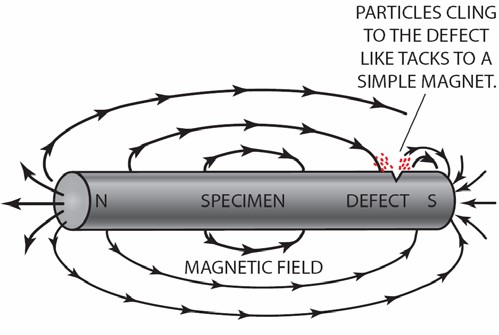 PARTICLES CLING
TO THE DEFECT
LIKE TACKS TO A
SIMPLE MAGNET.
N SPECIMEN DEFECT S
MAGNETIC FIELD